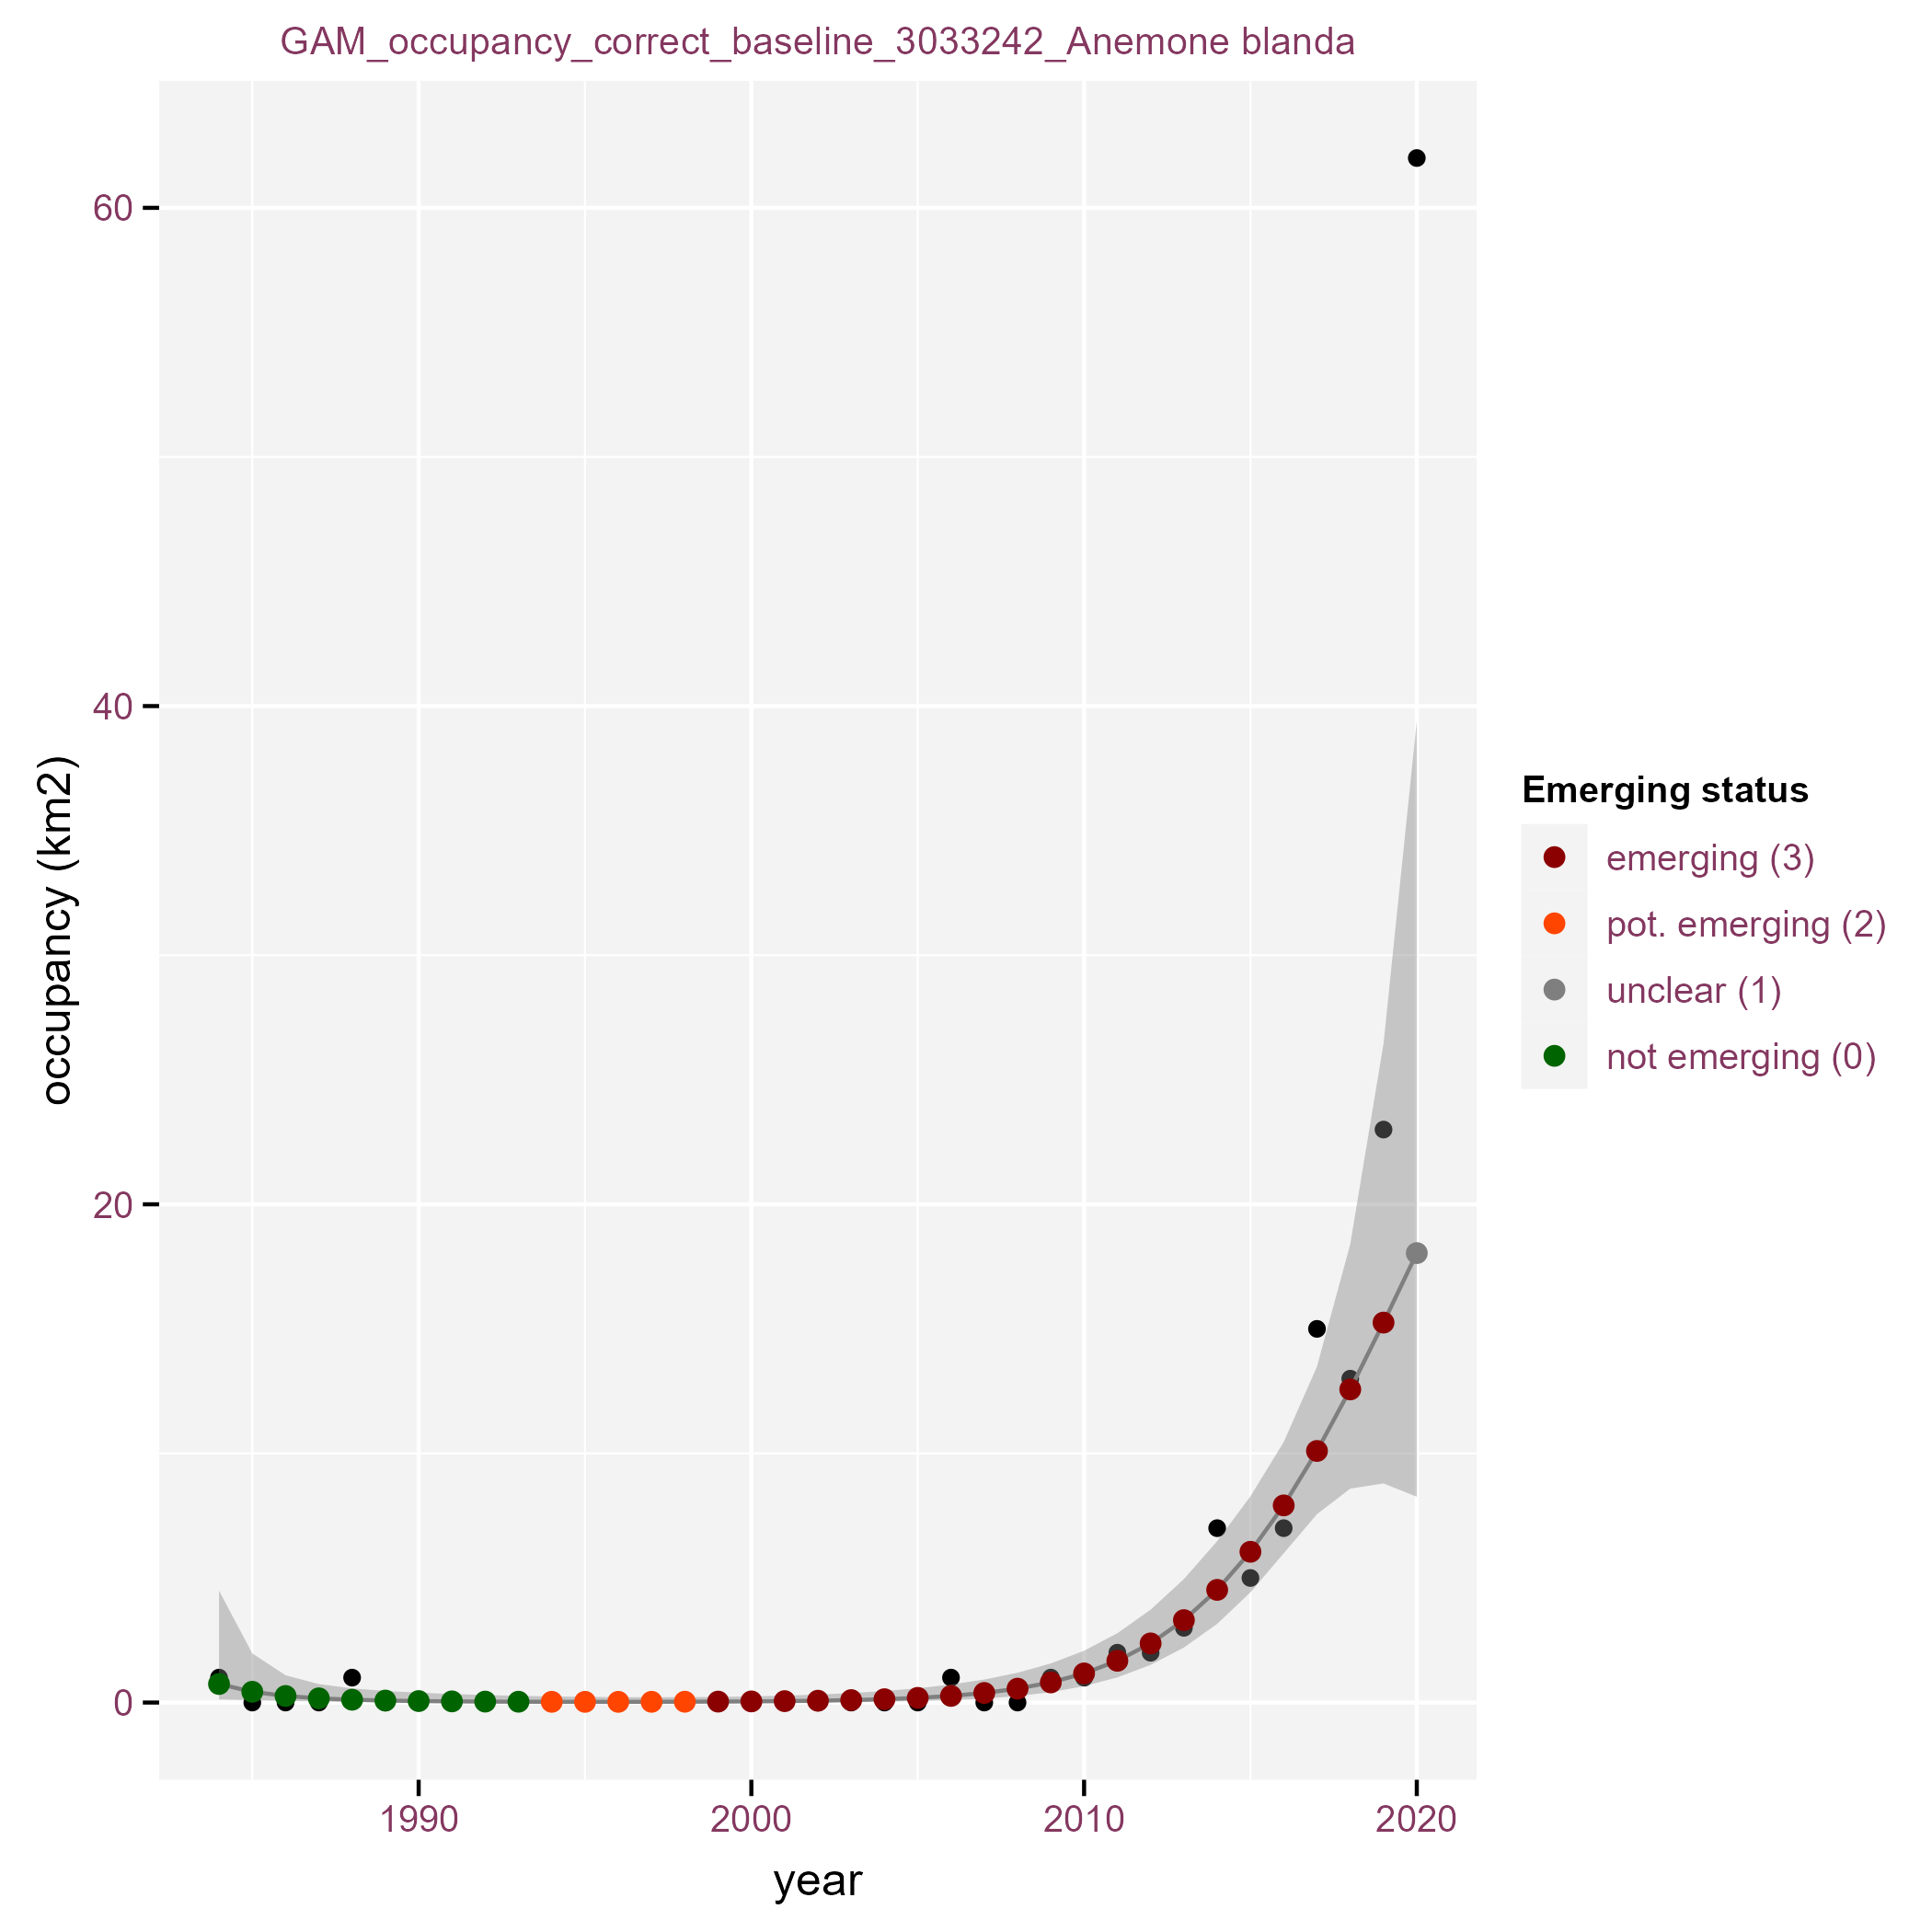 GAM_occupancy_correct_baseline_3033242_Anemone blanda
60
40
20
0
occupancy (km2)
1990 2000 2010 2020
year
Emerging status
emerging (3)
pot. emerging (2)
unclear (1)
not emerging (0)